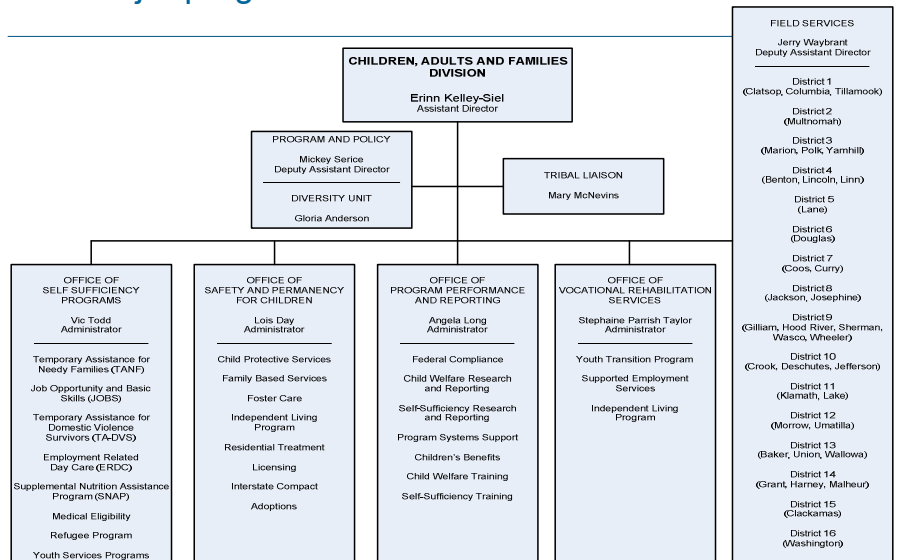 CHILDREN, ADULTS AND FAMILIES
DIVISION
Erinn Kelley-Siel
Assistant Director
PROGRAM AND POLICY
Mickey Serice
Deputy Assistant Director
DIVERSITY UNIT
Gloria Anderson
TRIBAL LIAISON
Mary McNevins
OFFICE OF
SELF SUFFICIENCY
PROGRAMS
Vic Todd
Administrator
Temporary Assistance for
Needy Families (TANF)
Job Opportunity and Basic
Skills (JOBS)
Temporary Assistance for
Domestic Violence
Survivors (TA-DVS)
Employment Related
Day Care (ERDC)
Supplemental Nutrition Assistance
Program (SNAP)
Medical Eligibility
Refugee Program
Youth Services Programs
OFFICE OF
SAFETY AND PERMANENCY
FOR CHILDREN
Lois Day
Administrator
Child Protective Services
Family Based Services
Foster Care
Independent Living
Program
Residential Treatment
Licensing
Interstate Compact
Adoptions
OFFICE OF
PROGRAM PERFORMANCE
AND REPORTING
Angela Long
Administrator
Federal Compliance
Child Welfare Research
and Reporting
Self-Sufficiency Research
and Reporting
Program Systems Support
Children's Benefits
Child Welfare Training
Self-Sufficiency Training
OFFICE OF
VOCATIONAL REHABILITATION
SERVICES
Stephaine Parrish Taylor
Administrator
Youth Transition Program
Supported Employment
Services
Independent Living
Program
FIELD SERVICES
Jerry Waybrant
Deputy Assistant Director
District 1
(Clatsop, Columbia, Tillamook)
District 2
(Multnomah)
District 3
(Marion, Polk, Yamhill)
District 4
(Benton, Lincoln, Linn)
District 5
(Lane)
District 6
(Douglas)
District 7
(Coos, Curry)
District 8
(Jackson, Josephine)
District 9
(Gilliam, Hood River, Sherman,
Wasco, Wheeler)
District 10
(Crook, Deschutes, Jefferson)
District 11
(Klamath, Lake)
District 12
(Morrow, Umatilla)
District 13
(Baker, Union, Wallowa)
District 14
(Grant, Harney, Malheur)
District 15
(Clackamas)
District 16
(Washington)